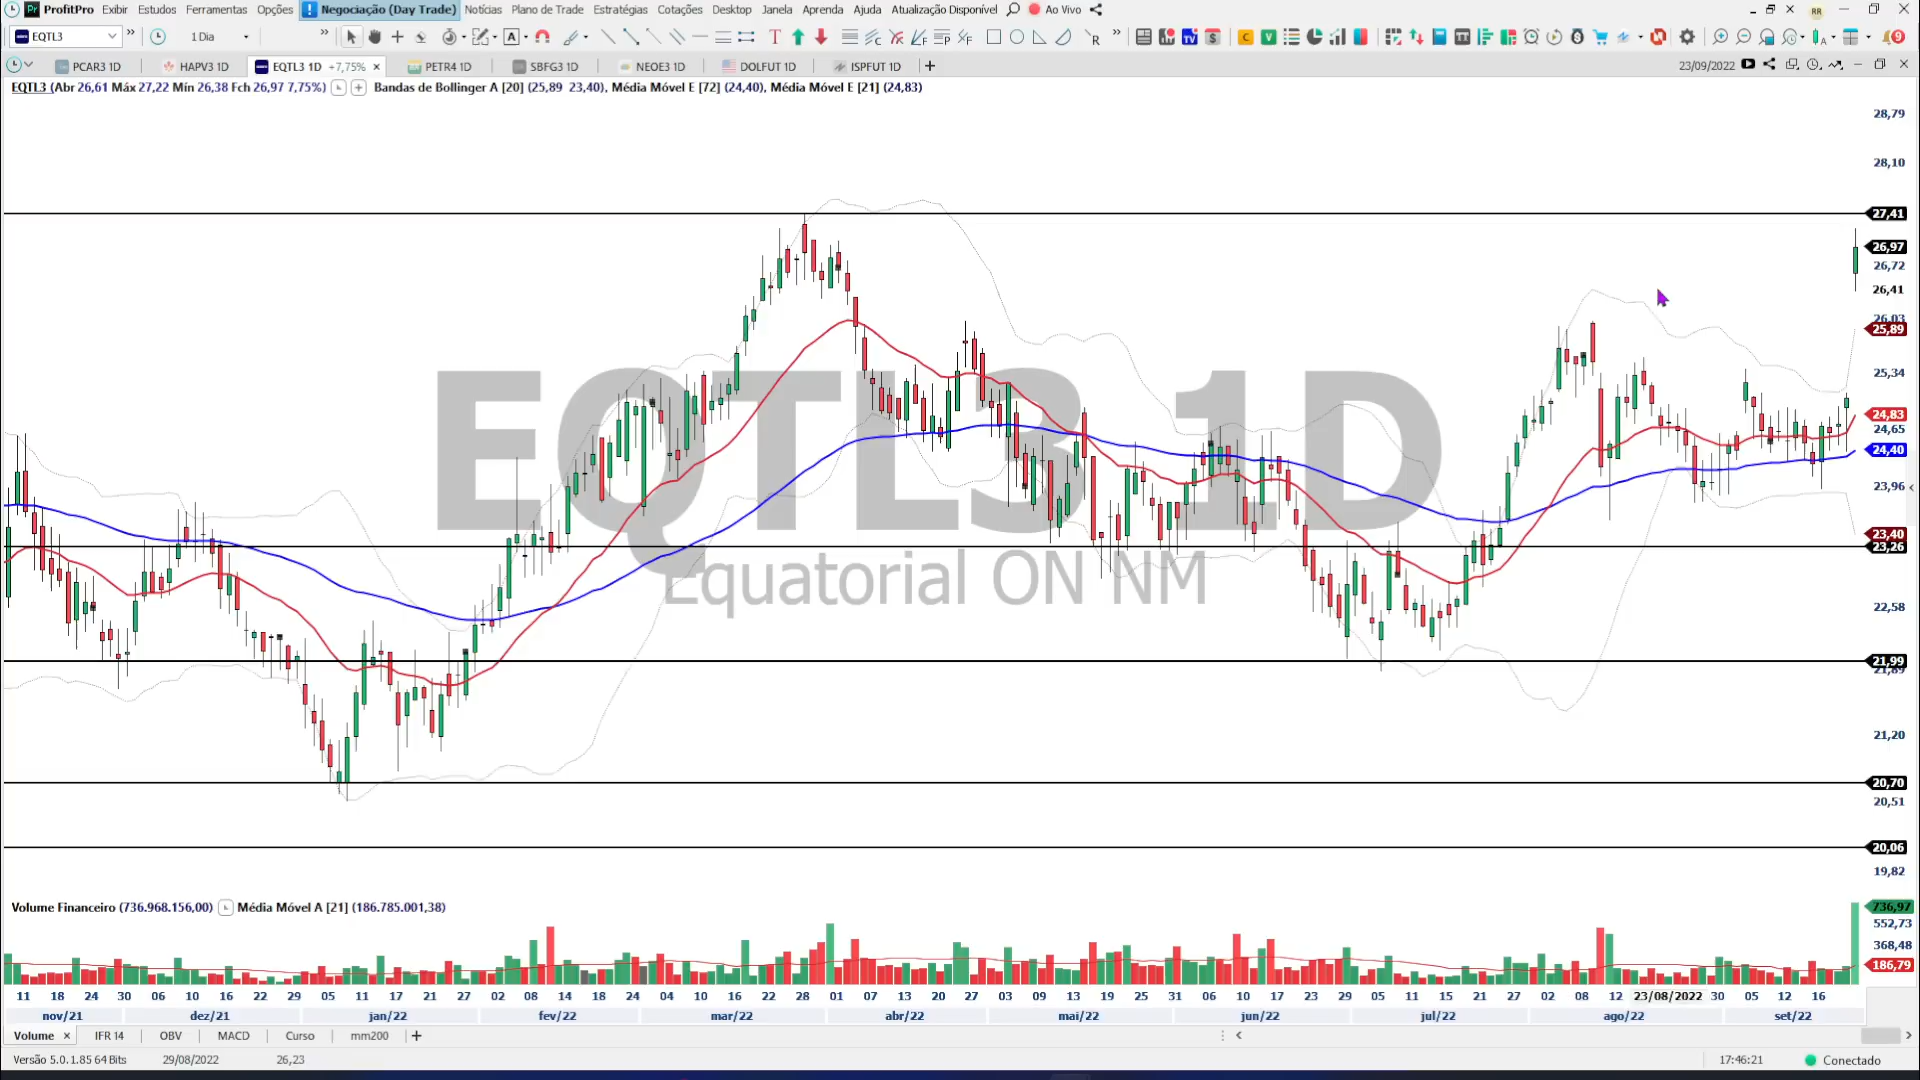 ProfitPro Exibir Estudos Ferramentas Opções ! Negociação (Day Trade) Notícias Plano de Trade Estratégias Cotações Desktop Janela Aprenda Ajuda Atualização Disponível Ao Vivo RR
EQTL3 1 Dia
PCAR3 1D HAPV3 1D EQTL3 1D +7,75% PETR4 1D SBFG3 1D NEOE3 1D DOLFUT 1D ISPFUT 1D 23/09/2022
EQTL3 (Abr 26,61 Máx 27,22 Mín 26,38 Fch 26,97 7,75%) Bandas de Bollinger A [20] (25,89 23,40), Média Móvel E [72] (24,40), Média Móvel E [21] (24,83)
28,79
28,10
27,41
26,97
26,72
26,41
26,03
25,89
25,34
24,83
24,65
24,40
23,96
23,40
23,26
22,58
21,99
21,20
20,70
20,51
20,06
19,82
EQTL3 1D
Equatorial ON NM
Volume Financeiro (736.968.156,00) Média Móvel A [21] (186.785.001,38)
736,97
552,73
368,48
186,79
11 18 24 30 06 10 16 22 29 05 11 17 21 27 02 08 14 18 24 04 10 16 22 28 01 07 13 20 27 03 09 13 19 25 31 06 10 17 23 29 05 11 15 21 27 02 08 12 23/08/2022 30 05 12 16
nov/21 dez/21 jan/22 fev/22 mar/22 abr/22 mai/22 jun/22 jul/22 ago/22 set/22
Volume IFR 14 OBV MACD Curso mm200
Versão 5.0.1.85 64 Bits 29/08/2022 26,23 17:46:21 Conectado